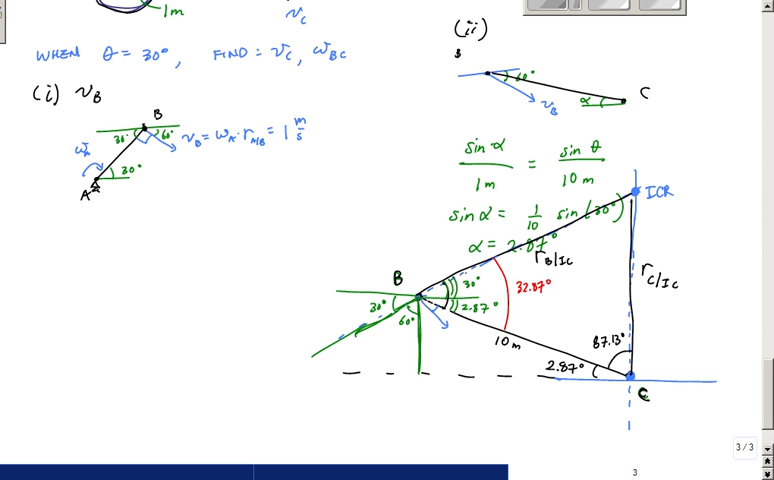 1m
v_C
WHEN θ = 30°, FIND: v_C, ω_BC
(i) v_B
B
30°
60°
v_B = ω_A · r_A/B = 1 m/s
ω_A
30°
A
(ii)
B
60°
α
C
v_B
sin α / 1m = sin θ / 10m
sin α = 1/10 sin(30°)
α = 2.87°
ICR
r_B/IC
r_C/IC
B
30°
30°
2.87°
32.87°
60°
10m
87.13°
2.87°
C
3/3
3